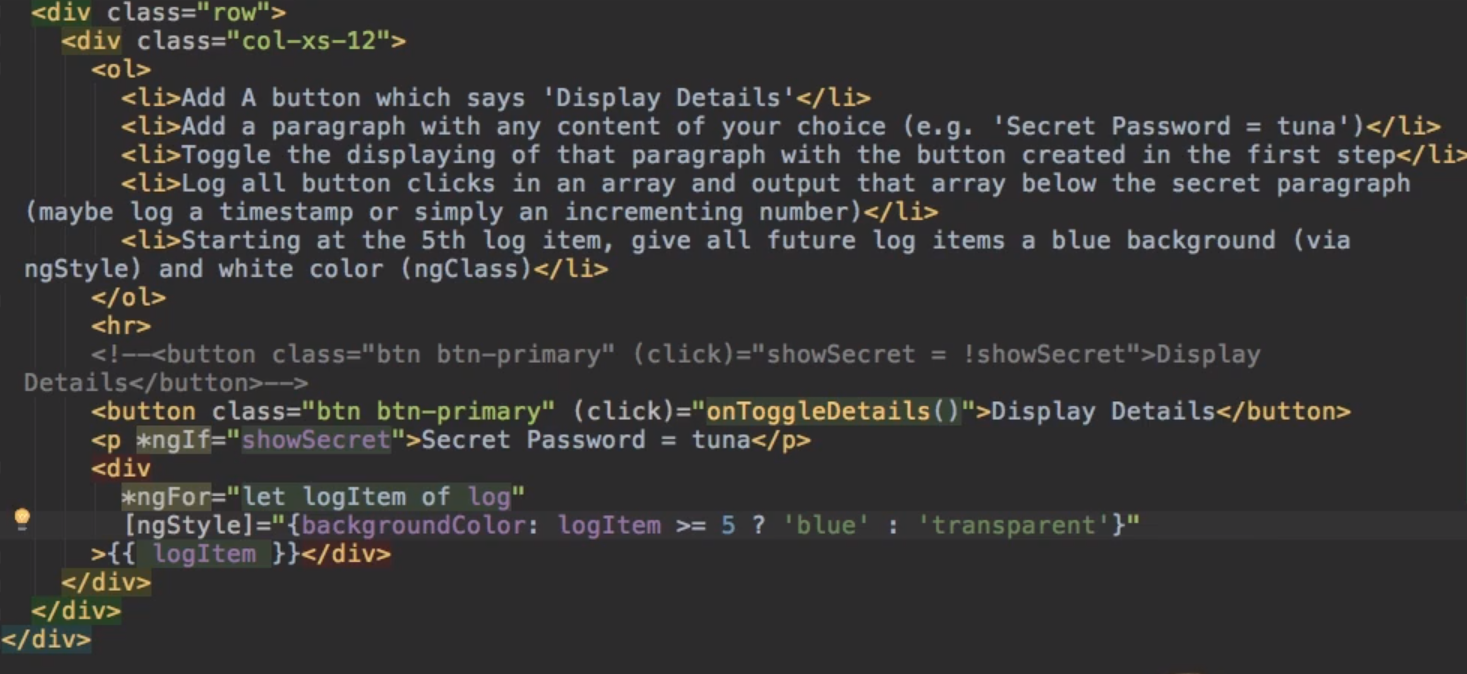 <div class="row">
<div class="col-xs-12">
<ol>
<li>Add A button which says 'Display Details'</li>
<li>Add a paragraph with any content of your choice (e.g. 'Secret Password = tuna')</li>
<li>Toggle the displaying of that paragraph with the button created in the first step</li>
<li>Log all button clicks in an array and output that array below the secret paragraph
(maybe log a timestamp or simply an incrementing number)</li>
<li>Starting at the 5th log item, give all future log items a blue background (via
ngStyle) and white color (ngClass)</li>
</ol>
<hr>
<!--<button class="btn btn-primary" (click)="showSecret = !showSecret">Display
Details</button>-->
<button class="btn btn-primary" (click)="onToggleDetails()">Display Details</button>
<p *ngIf="showSecret">Secret Password = tuna</p>
<div
*ngFor="let logItem of log"
[ngStyle]="{backgroundColor: logItem >= 5 ? 'blue' : 'transparent'}"
>{{ logItem }}</div>
</div>
</div>
</div>